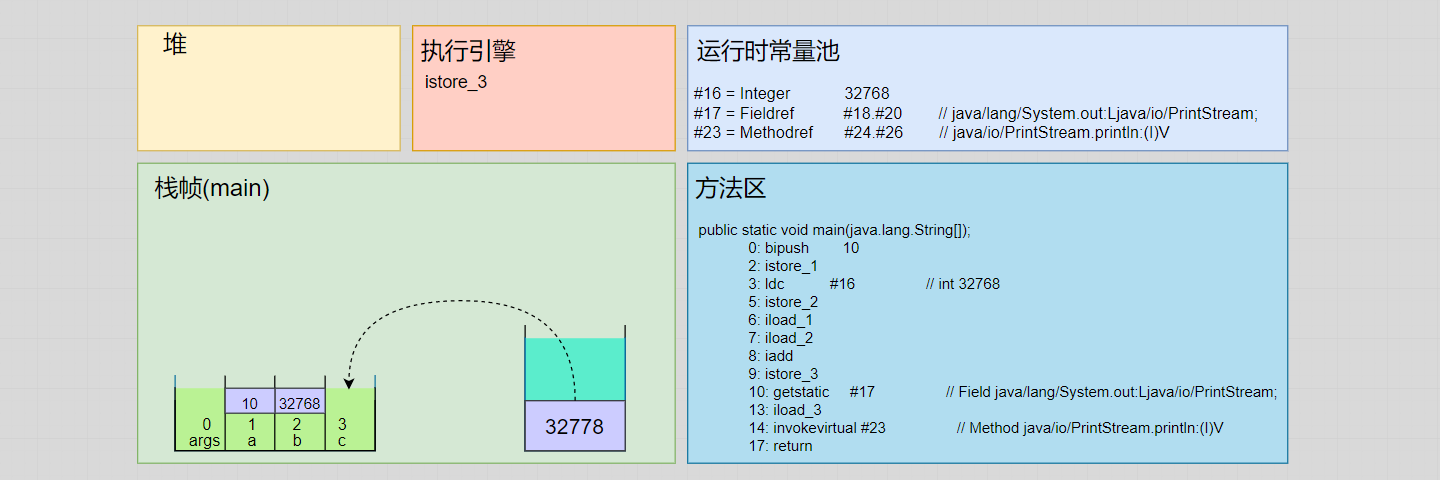 堆
执行引擎
istore_3
运行时常量池
#16 = Integer 32768
#17 = Fieldref #18.#20 // java/lang/System.out:Ljava/io/PrintStream;
#23 = Methodref #24.#26 // java/io/PrintStream.println:(I)V
栈帧(main)
10 32768
0 1 2 3
args a b c
32778
方法区
public static void main(java.lang.String[]);
0: bipush 10
2: istore_1
3: ldc #16 // int 32768
5: istore_2
6: iload_1
7: iload_2
8: iadd
9: istore_3
10: getstatic #17 // Field java/lang/System.out:Ljava/io/PrintStream;
13: iload_3
14: invokevirtual #23 // Method java/io/PrintStream.println:(I)V
17: return